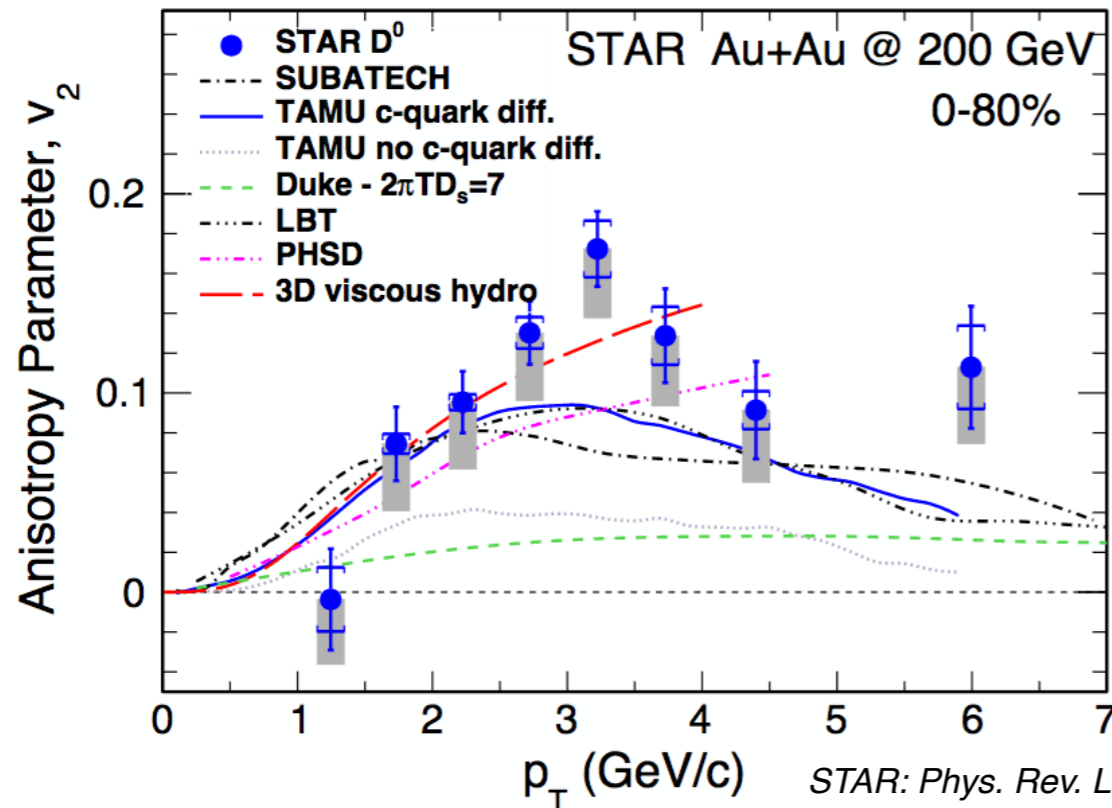 STAR D⁰
SUBATECH
TAMU c-quark diff.
TAMU no c-quark diff.
Duke - 2πTDₛ=7
LBT
PHSD
3D viscous hydro
STAR Au+Au @ 200 GeV
0-80%
Anisotropy Parameter, v₂
0.2
0.1
0
0 1 2 3 4 5 6 7
p_T (GeV/c)
STAR: Phys. Rev. L